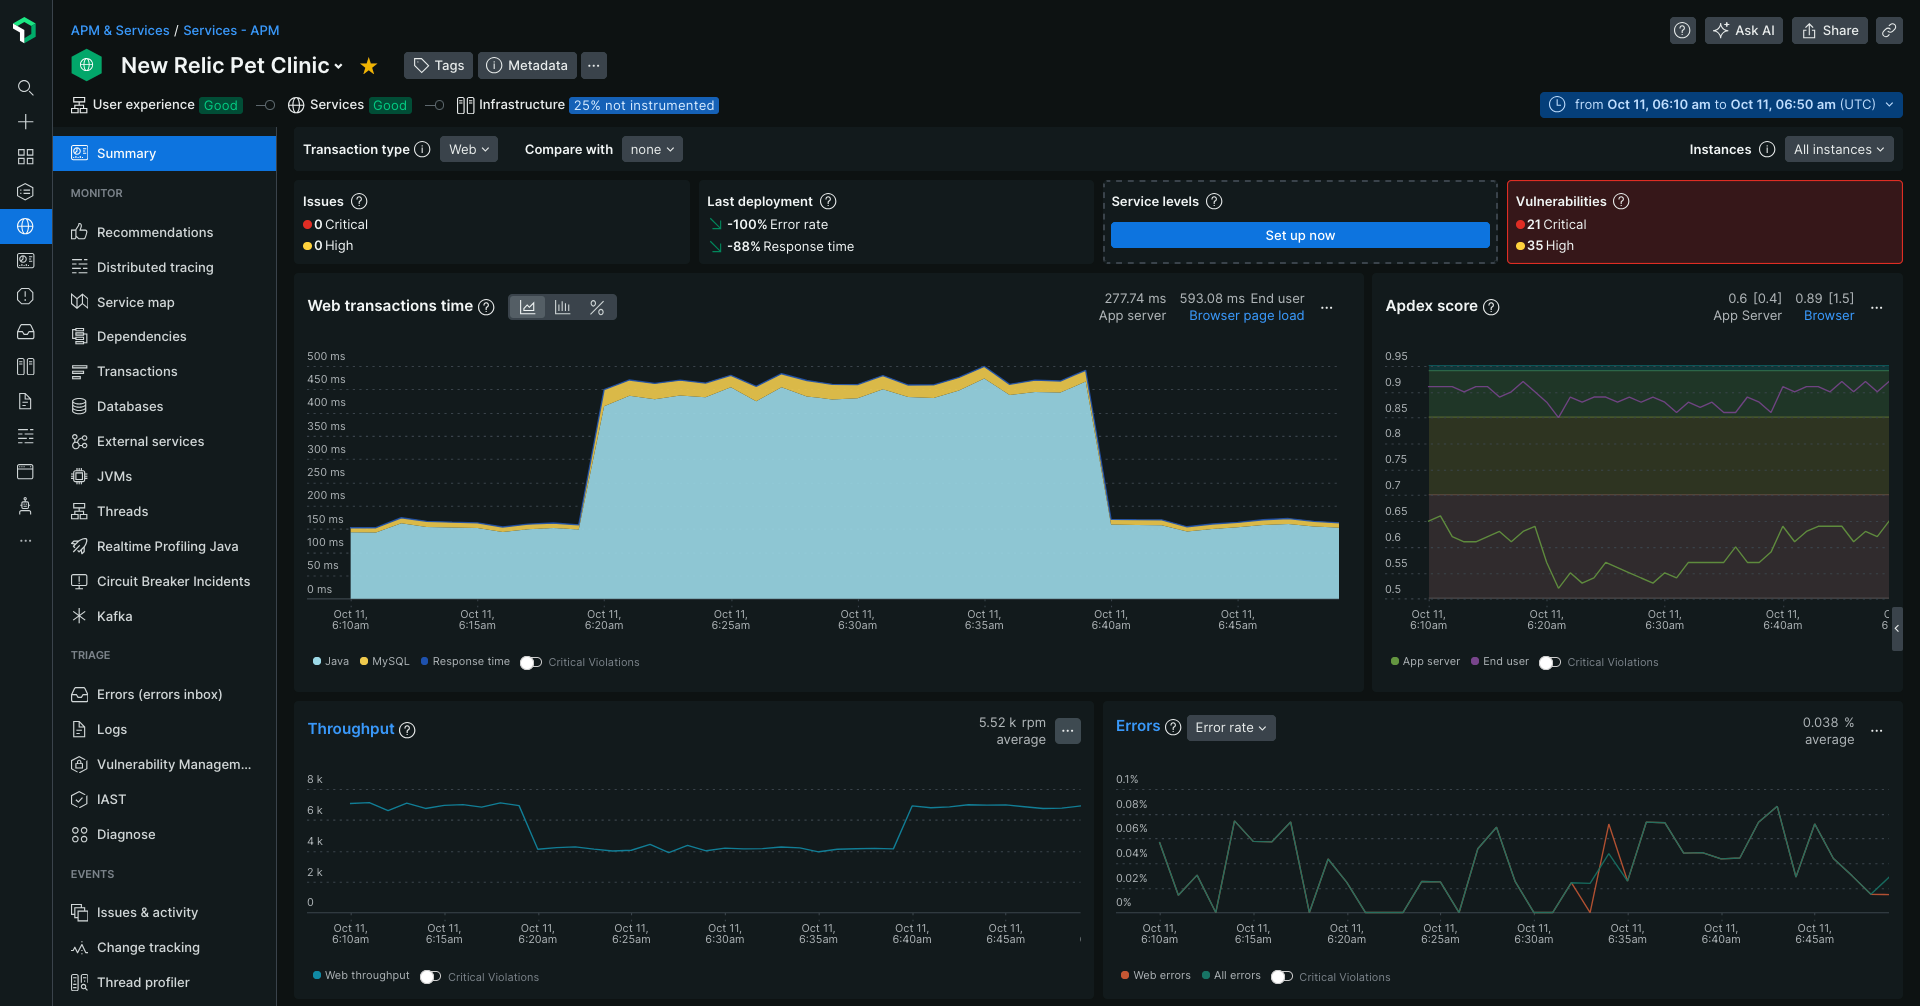 APM & Services / Services - APM
Ask AI
Share
New Relic Pet Clinic
Tags
Metadata
User experience Good
Services Good
Infrastructure 25% not instrumented
from Oct 11, 06:10 am to Oct 11, 06:50 am (UTC)
Summary
MONITOR
Recommendations
Distributed tracing
Service map
Dependencies
Transactions
Databases
External services
JVMs
Threads
Realtime Profiling Java
Circuit Breaker Incidents
Kafka
TRIAGE
Errors (errors inbox)
Logs
Vulnerability Managem...
IAST
Diagnose
EVENTS
Issues & activity
Change tracking
Thread profiler
Transaction type Web
Compare with none
Instances All instances
Issues
0 Critical
0 High
Last deployment
-100% Error rate
-88% Response time
Service levels
Set up now
Vulnerabilities
21 Critical
35 High
Web transactions time
277.74 ms
App server
593.08 ms End user
Browser page load
500 ms
450 ms
400 ms
350 ms
300 ms
250 ms
200 ms
150 ms
100 ms
50 ms
0 ms
Oct 11,
6:10am
Oct 11,
6:15am
Oct 11,
6:20am
Oct 11,
6:25am
Oct 11,
6:30am
Oct 11,
6:35am
Oct 11,
6:40am
Oct 11,
6:45am
Java
MySQL
Response time
Critical Violations
Apdex score
0.6 [0.4]
App Server
0.89 [1.5]
Browser
0.95
0.9
0.85
0.8
0.75
0.7
0.65
0.6
0.55
0.5
Oct 11,
6:10am
Oct 11,
6:20am
Oct 11,
6:30am
Oct 11,
6:40am
App server
End user
Critical Violations
Throughput
5.52 k rpm
average
8 k
6 k
4 k
2 k
0
Oct 11,
6:10am
Oct 11,
6:15am
Oct 11,
6:20am
Oct 11,
6:25am
Oct 11,
6:30am
Oct 11,
6:35am
Oct 11,
6:40am
Oct 11,
6:45am
Web throughput
Critical Violations
Errors
Error rate
0.038 %
average
0.1%
0.08%
0.06%
0.04%
0.02%
0%
Oct 11,
6:10am
Oct 11,
6:15am
Oct 11,
6:20am
Oct 11,
6:25am
Oct 11,
6:30am
Oct 11,
6:35am
Oct 11,
6:40am
Oct 11,
6:45am
Web errors
All errors
Critical Violations